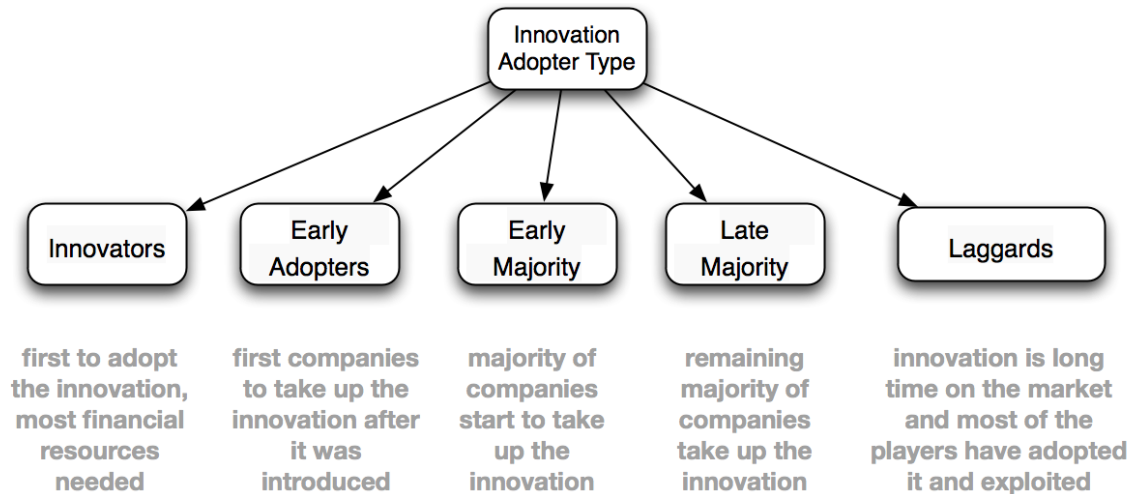 Innovation
Adopter Type
Innovators
Early
Adopters
Early
Majority
Late
Majority
Laggards
first to adopt
the innovation,
most financial
resources
needed
first companies
to take up the
innovation after
it was
introduced
majority of
companies
start to take
up the
innovation
remaining
majority of
companies
take up the
innovation
innovation is long
time on the market
and most of the
players have adopted
it and exploited